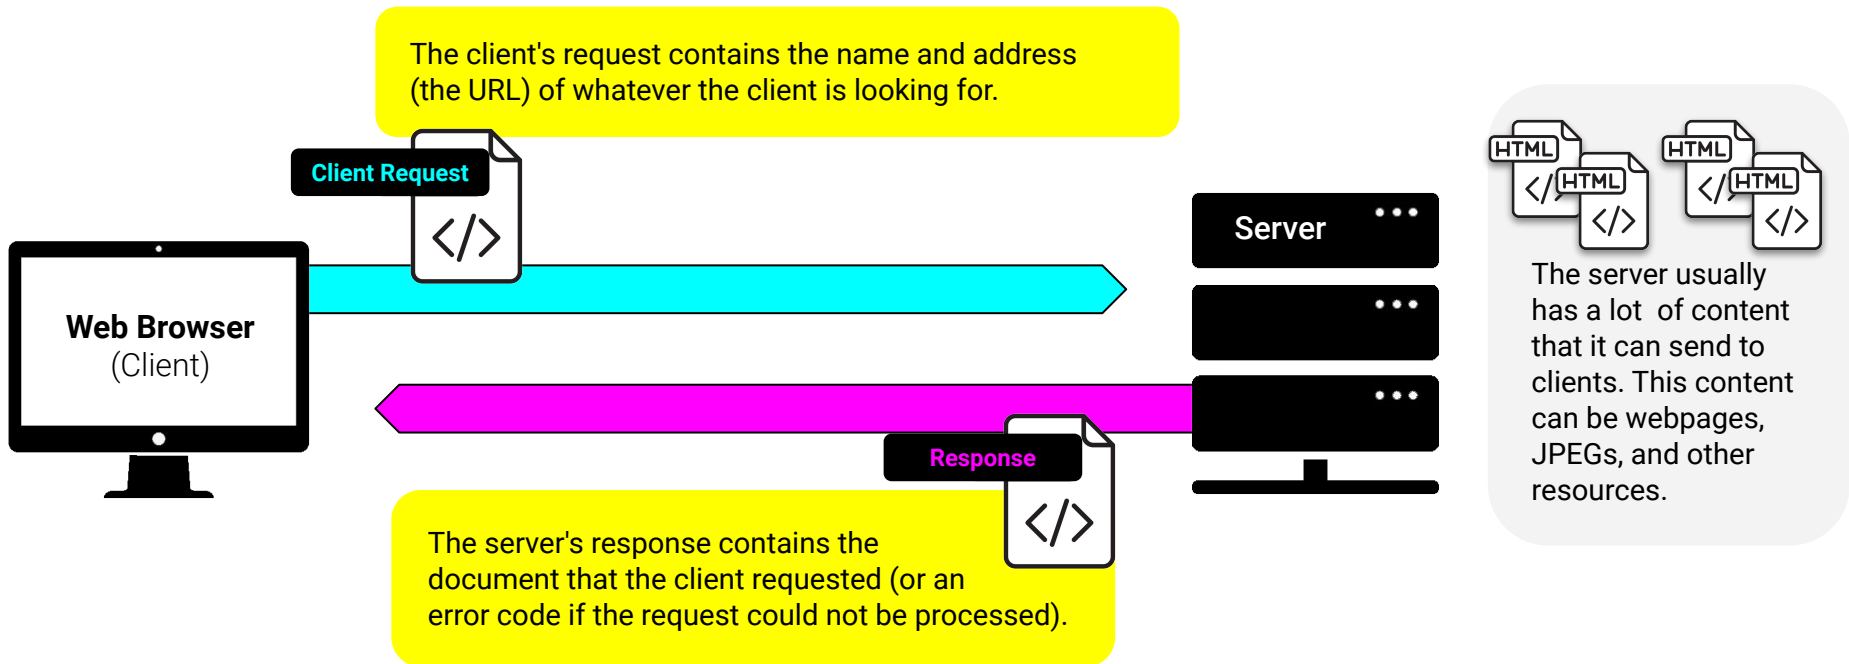 The client's request contains the name and address
(the URL) of whatever the client is looking for.
Client Request
</>
Web Browser
(Client)
Server
Response
</>
The server's response contains the
document that the client requested (or an
error code if the request could not be processed).
HTML
</>
HTML
</>
HTML
</>
HTML
</>
The server usually
has a lot  of content
that it can send to
clients. This content
can be webpages,
JPEGs, and other
resources.